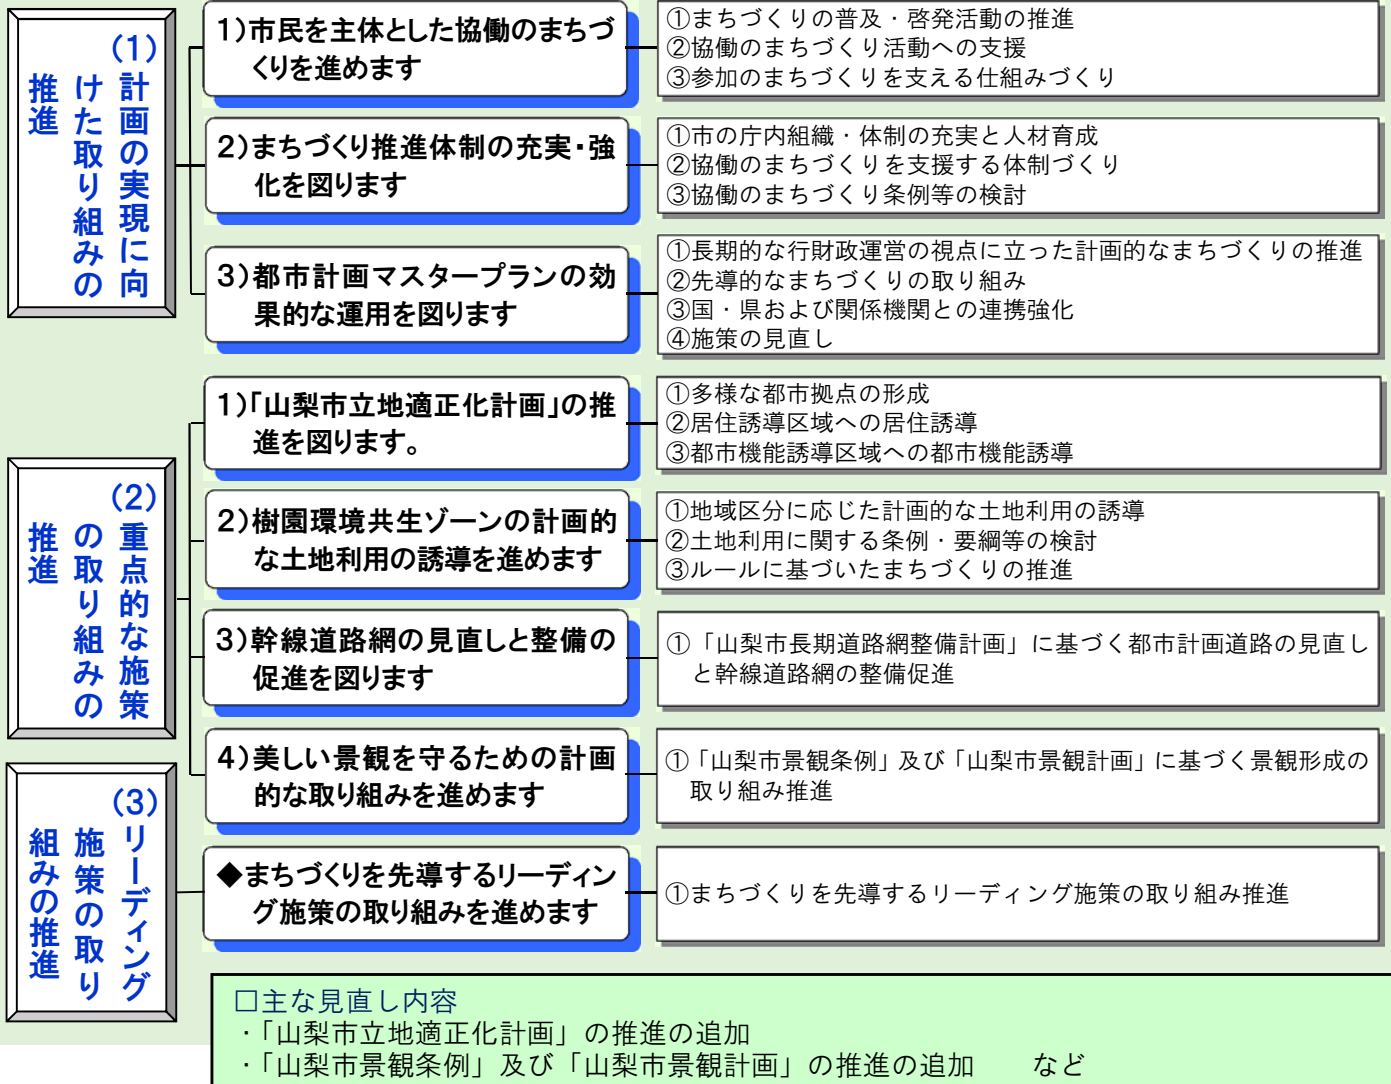 (1)計画の実現に向
けた取り組みの
推進
1)市民を主体とした協働のまちづ
くりを進めます
①まちづくりの普及・啓発活動の推進
②協働のまちづくり活動への支援
③参加のまちづくりを支える仕組みづくり
2)まちづくり推進体制の充実・強
化を図ります
①市の庁内組織・体制の充実と人材育成
②協働のまちづくりを支援する体制づくり
③協働のまちづくり条例等の検討
3)都市計画マスタープランの効
果的な運用を図ります
①長期的な行財政運営の視点に立った計画的なまちづくりの推進
②先導的なまちづくりの取り組み
③国・県および関係機関との連携強化
④施策の見直し
(2)重点的な施策
の取り組みの
推進
1)「山梨市立地適正化計画」の推
進を図ります。
①多様な都市拠点の形成
②居住誘導区域への居住誘導
③都市機能誘導区域への都市機能誘導
2)樹園環境共生ゾーンの計画的
な土地利用の誘導を進めます
①地域区分に応じた計画的な土地利用の誘導
②土地利用に関する条例・要綱等の検討
③ルールに基づいたまちづくりの推進
3)幹線道路網の見直しと整備の
促進を図ります
①「山梨市長期道路網整備計画」に基づく都市計画道路の見直し
と幹線道路網の整備促進
4)美しい景観を守るための計画
的な取り組みを進めます
①「山梨市景観条例」及び「山梨市景観計画」に基づく景観形成の
取り組み推進
(3)リーディング
施策の取り
組みの推進
◆まちづくりを先導するリーディン
グ施策の取り組みを進めます
①まちづくりを先導するリーディング施策の取り組み推進
□主な見直し内容
・「山梨市立地適正化計画」の推進の追加
・「山梨市景観条例」及び「山梨市景観計画」の推進の追加　　など